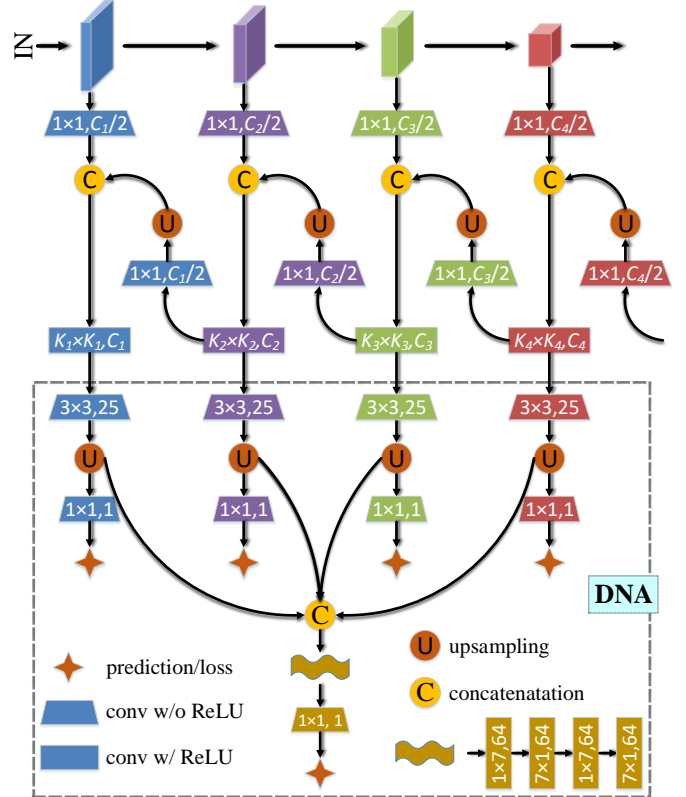 IN
1×1,C₁/2 1×1,C₂/2 1×1,C₃/2 1×1,C₄/2
C C C C
U U U U
1×1,C₁/2 1×1,C₂/2 1×1,C₃/2 1×1,C₄/2
K₁×K₁,C₁ K₂×K₂,C₂ K₃×K₃,C₃ K₄×K₄,C₄
3×3,25 3×3,25 3×3,25 3×3,25
U U U U
1×1,1 1×1,1 1×1,1 1×1,1
DNA
C
U upsampling
prediction/loss
C concatenatation
conv w/o ReLU
1×1, 1
conv w/ ReLU
1×7,64 7×1,64 1×7,64 7×1,64